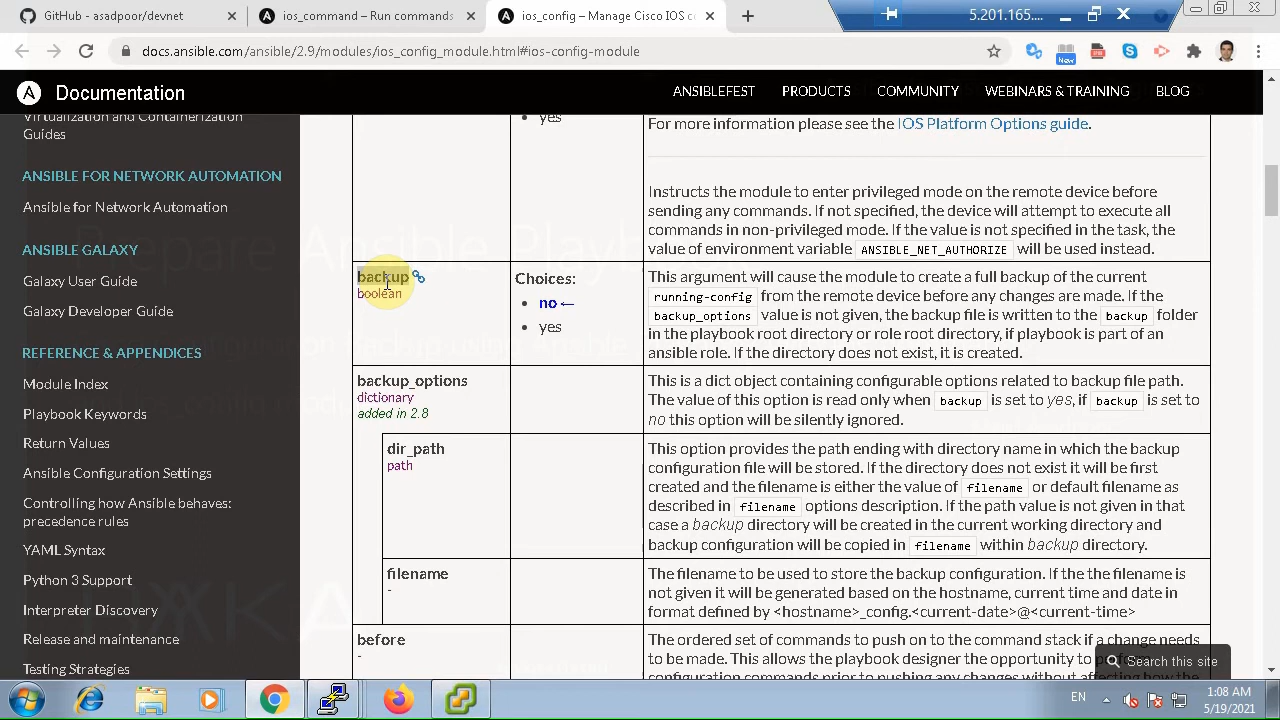 GitHub - asadpoor/devnet
ios_command – Run commands
ios_config – Manage Cisco IOS c
5.201.165....
docs.ansible.com/ansible/2.9/modules/ios_config_module.html#ios-config-module
New
A Documentation
ANSIBLEFEST
PRODUCTS
COMMUNITY
WEBINARS & TRAINING
BLOG
Virtualization and Containerization
Guides
ANSIBLE FOR NETWORK AUTOMATION
Ansible for Network Automation
ANSIBLE GALAXY
Galaxy User Guide
Galaxy Developer Guide
REFERENCE & APPENDICES
Module Index
Playbook Keywords
Return Values
Ansible Configuration Settings
Controlling how Ansible behaves:
precedence rules
YAML Syntax
Python 3 Support
Interpreter Discovery
Release and maintenance
Testing Strategies
yes
For more information please see the IOS Platform Options guide.
Instructs the module to enter privileged mode on the remote device before
sending any commands. If not specified, the device will attempt to execute all
commands in non-privileged mode. If the value is not specified in the task, the
value of environment variable ANSIBLE_NET_AUTHORIZE will be used instead.
backup
boolean
Choices:
no ←
yes
This argument will cause the module to create a full backup of the current
running-config from the remote device before any changes are made. If the
backup_options value is not given, the backup file is written to the backup folder
in the playbook root directory or role root directory, if playbook is part of an
ansible role. If the directory does not exist, it is created.
backup_options
dictionary
added in 2.8
This is a dict object containing configurable options related to backup file path.
The value of this option is read only when backup is set to yes, if backup is set to
no this option will be silently ignored.
dir_path
path
This option provides the path ending with directory name in which the backup
configuration file will be stored. If the directory does not exist it will be first
created and the filename is either the value of filename or default filename as
described in filename options description. If the path value is not given in that
case a backup directory will be created in the current working directory and
backup configuration will be copied in filename within backup directory.
filename
-
The filename to be used to store the backup configuration. If the the filename is
not given it will be generated based on the hostname, current time and date in
format defined by <hostname>_config.<current-date>@<current-time>
before
-
The ordered set of commands to push on to the command stack if a change needs
to be made. This allows the playbook designer the opportunity to perform
configuration commands prior to pushing any changes without affecting how the
Search this site
Prepare Ansible Playb
Backup using Ansible
EN
1:08 AM
5/19/2021